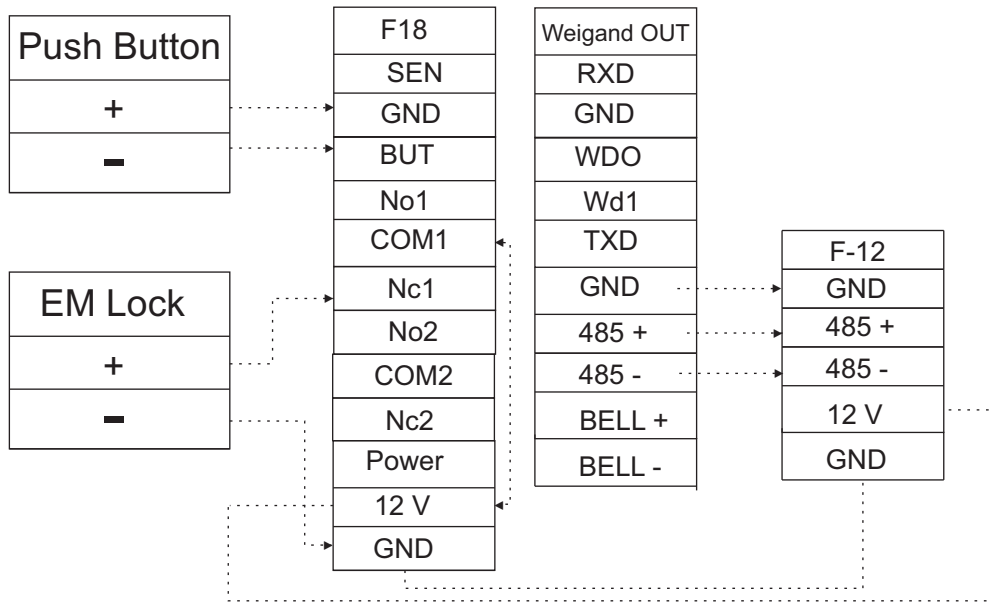 Push Button
+
-
EM Lock
+
-
F18
SEN
GND
BUT
No1
COM1
Nc1
No2
COM2
Nc2
Power
12 V
GND
Weigand OUT
RXD
GND
WDO
Wd1
TXD
GND
485 +
485 -
BELL +
BELL -
F-12
GND
485 +
485 -
12 V
GND